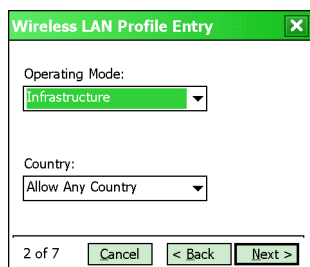 Wireless LAN Profile Entry
Operating Mode:
Infrastructure
Country:
Allow Any Country
2 of 7 Cancel < Back Next >